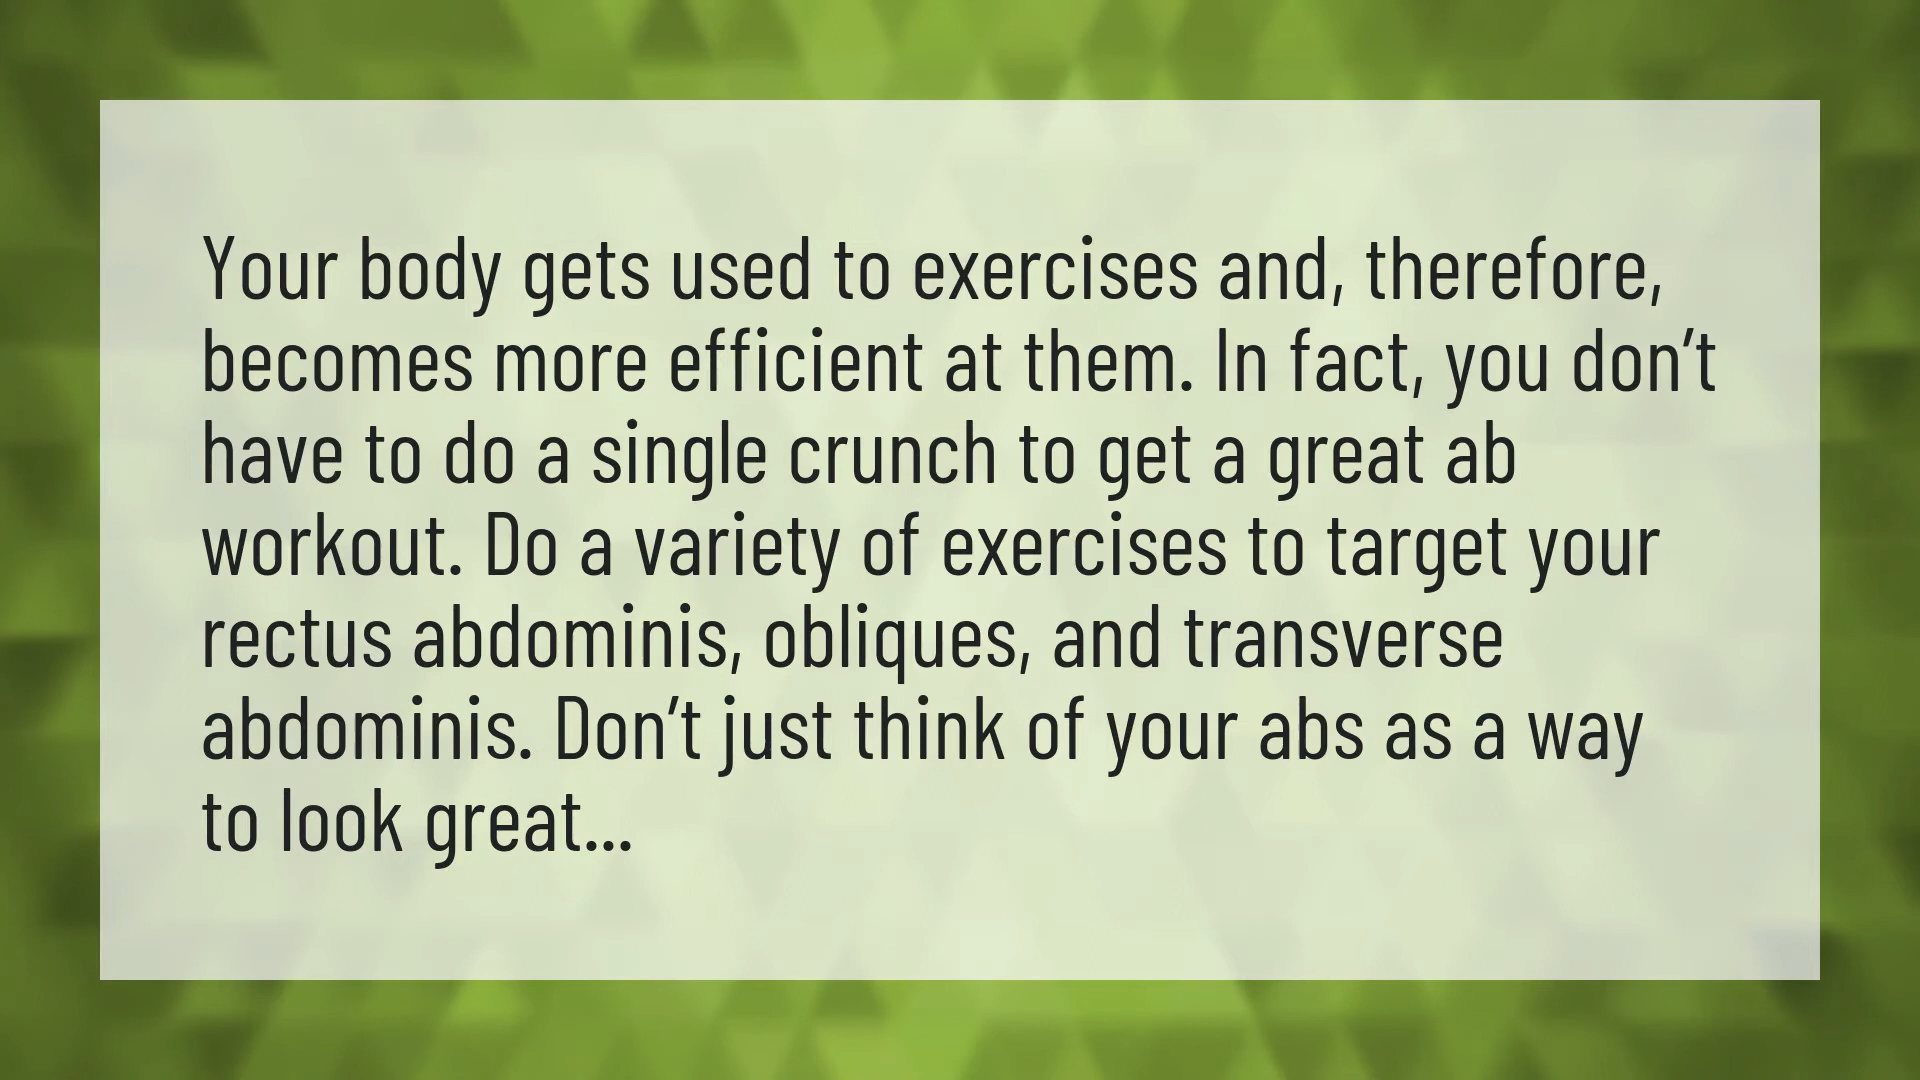 Your body gets used to exercises and, therefore,
becomes more efficient at them. In fact, you don’t
have to do a single crunch to get a great ab
workout. Do a variety of exercises to target your
rectus abdominis, obliques, and transverse
abdominis. Don’t just think of your abs as a way
to look great...